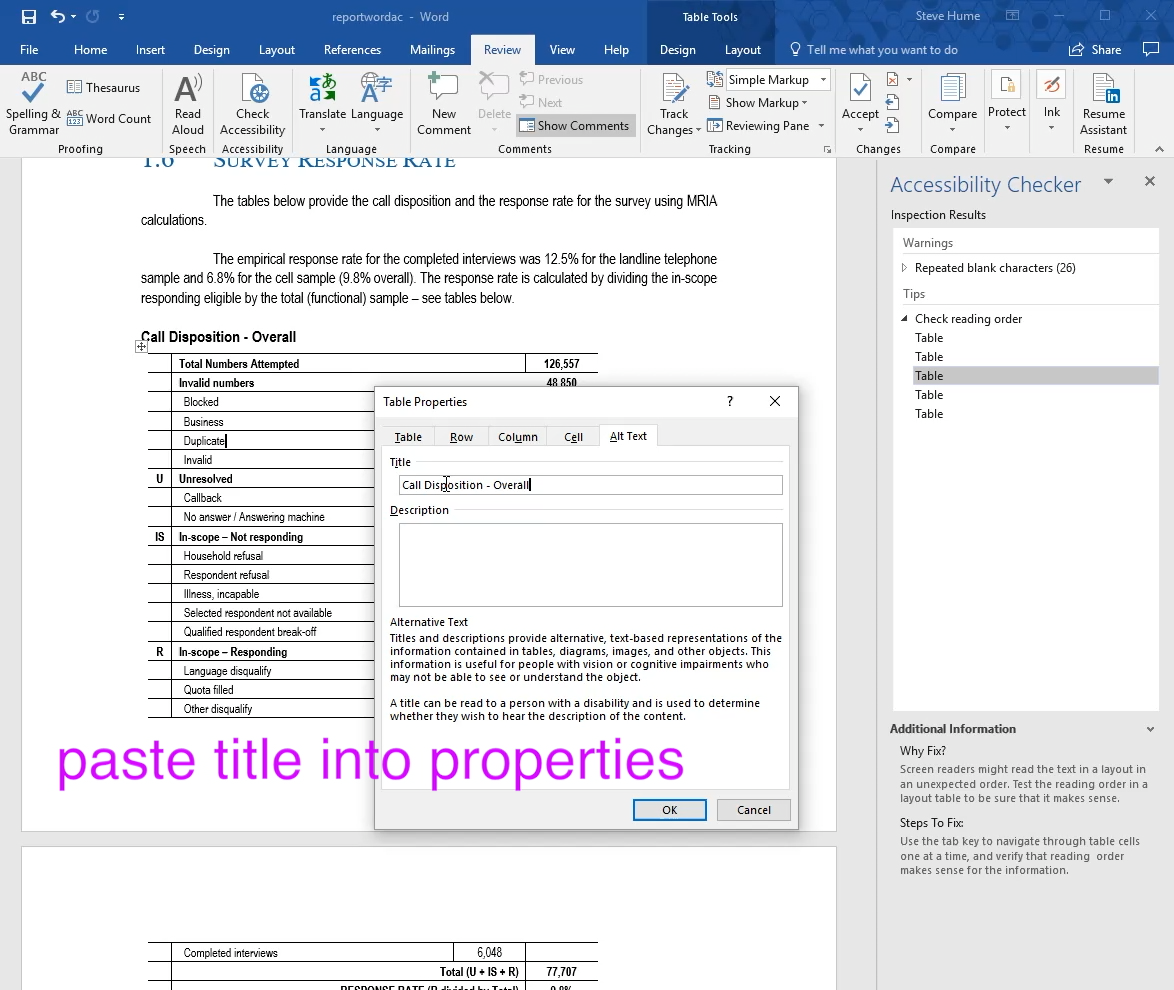 reportwordac - Word
Table Tools
Steve Hume
File Home Insert Design Layout References Mailings Review View Help Design Layout Tell me what you want to do Share
ABC
Spelling &
Grammar
Thesaurus
ABC
123 Word Count
Proofing
Read
Aloud
Speech
Check
Accessibility
Accessibility
Translate
Language
Language
New
Comment
Delete
Previous
Next
Show Comments
Comments
Track
Changes
Simple Markup
Show Markup
Reviewing Pane
Tracking
Accept
Changes
Compare
Compare
Protect
Ink
Resume
Assistant
Resume
1.6 SURVEY RESPONSE RATE
The tables below provide the call disposition and the response rate for the survey using MRIA
calculations.
The empirical response rate for the completed interviews was 12.5% for the landline telephone
sample and 6.8% for the cell sample (9.8% overall). The response rate is calculated by dividing the in-scope
responding eligible by the total (functional) sample – see tables below.
Call Disposition - Overall
Total Numbers Attempted 126,557
Invalid numbers 48,850
Blocked
Business
Duplicate
Invalid
U Unresolved
Callback
No answer / Answering machine
IS In-scope – Not responding
Household refusal
Respondent refusal
Illness, incapable
Selected respondent not available
Qualified respondent break-off
R In-scope – Responding
Language disqualify
Quota filled
Other disqualify
Table Properties ?
Table Row Column Cell Alt Text
Title
Call Disposition - Overall
Description
Alternative Text
Titles and descriptions provide alternative, text-based representations of the
information contained in tables, diagrams, images, and other objects. This
information is useful for people with vision or cognitive impairments who
may not be able to see or understand the object.
A title can be read to a person with a disability and is used to determine
whether they wish to hear the description of the content.
OK Cancel
paste title into properties
Completed interviews 6,048
Total (U + IS + R) 77,707
RESPONSE RATE (R divided by Total) 9.8%
Accessibility Checker
Inspection Results
Warnings
Repeated blank characters (26)
Tips
Check reading order
Table
Table
Table
Table
Table
Additional Information
Why Fix?
Screen readers might read the text in a layout in
an unexpected order. Test the reading order in a
layout table to be sure that it makes sense.
Steps To Fix:
Use the tab key to navigate through table cells
one at a time, and verify that reading order
makes sense for the information.